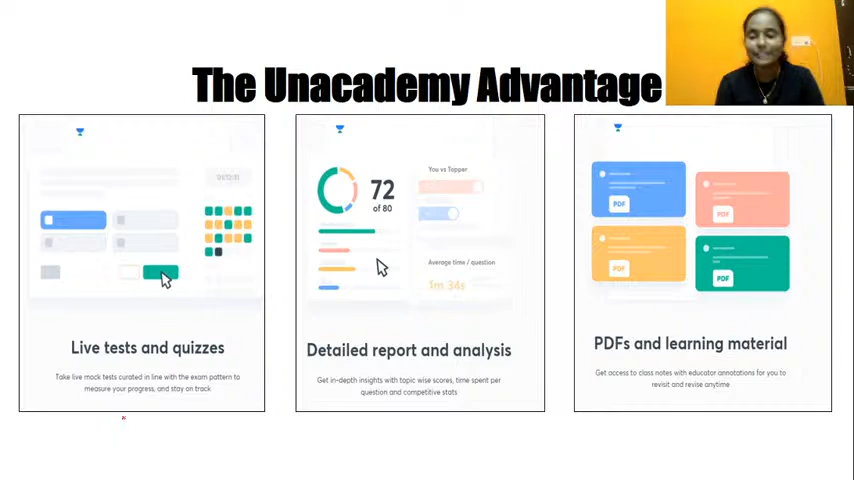 The Unacademy Advantage
01:12:31
Live tests and quizzes
Take live mock tests curated in line with the exam pattern to
measure your progress, and stay on track
72
of 80
You vs Topper
Average time / question
1m 34s
Detailed report and analysis
Get in-depth insights with topic wise scores, time spent per
question and competitive stats
PDF
PDF
PDF
PDF
PDFs and learning material
Get access to class notes with educator annotations for you to
revisit and revise anytime